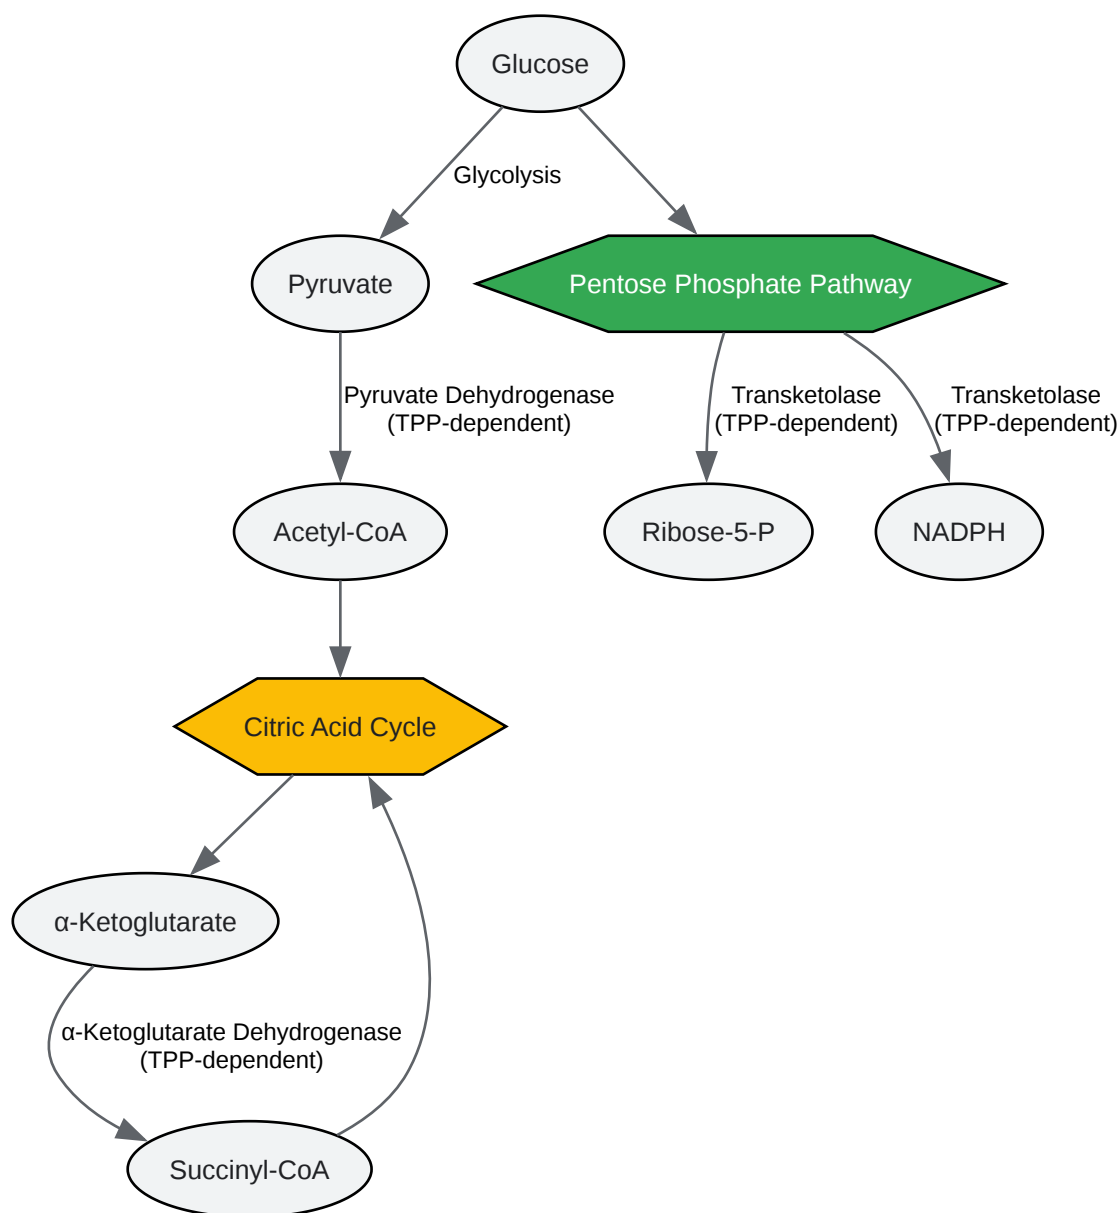 Glucose
Glycolysis
Pyruvate
Pentose Phosphate Pathway
Pyruvate Dehydrogenase
(TPP-dependent)
Transketolase
(TPP-dependent)
Transketolase
(TPP-dependent)
Acetyl-CoA
Ribose-5-P
NADPH
Citric Acid Cycle
α-Ketoglutarate
α-Ketoglutarate Dehydrogenase
(TPP-dependent)
Succinyl-CoA